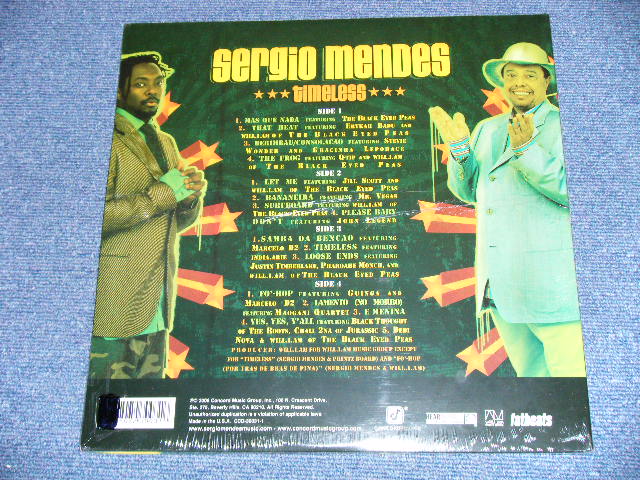 SERGIO MENDES
TIMELESS
SIDE 1
1. MAS QUE NADA FEATURING THE BLACK EYED PEAS
2. THAT HEAT FEATURING ERYKAH BADU AND
WILL.I.AM OF THE BLACK EYED PEAS
3. BERIMBAU/CONSOLACAO FEATURING STEVIE
WONDER AND GRACINHA LEPORACE
4. THE FROG FEATURING Q-TIP AND WILL.I.AM
OF THE BLACK EYED PEAS
SIDE 2
1. LET ME FEATURING JILL SCOTT AND
WILL.I.AM OF THE BLACK EYED PEAS
2. BANANEIRA FEATURING MR. VEGAS
3. SURFBOARD FEATURING WILL.I.AM OF
THE BLACK EYED PEAS 4. PLEASE BABY
DON'T FEATURING JOHN LEGEND
SIDE 3
1. SAMBA DA BENCAO FEATURING
MARCELO D2 2. TIMELESS FEATURING
INDIA.ARIE 3. LOOSE ENDS FEATURING
JUSTIN TIMBERLAKE, PHAROAHE MONCH, AND
WILL.I.AM OF THE BLACK EYED PEAS
SIDE 4
1. FO'-HOP FEATURING GUINGA AND
MARCELO D2 2. LAMENTO (NO MORRO)
FEATURING MAOGANI QUARTET 3. E MENINA
4. YES, YES, Y'ALL FEATURING BLACK THOUGHT
OF THE ROOTS, CHALI 2NA OF JURASSIC 5, DEBI
NOVA & WILL.I.AM OF THE BLACK EYED PEAS
PRODUCER: WILL.I.AM FOR WILL.I.AM MUSIC GROUP EXCEPT
FOR "TIMELESS" (SERGIO MENDES & PRINTZ BOARD) AND "FO'-HOP
(POR TRAS DE BRAS DE PINA)" (SERGIO MENDES & WILL.I.AM)
℗© 2006 Concord Music Group, Inc., 100 N. Crescent Drive,
Ste. 275, Beverly Hills, CA 90210. All Rights Reserved.
Unauthorized duplication is a violation of applicable laws
Made in the U.S.A.
www.sergiomendesmusic.com www.concordmusicgroup.com
HEAR
fatbeats